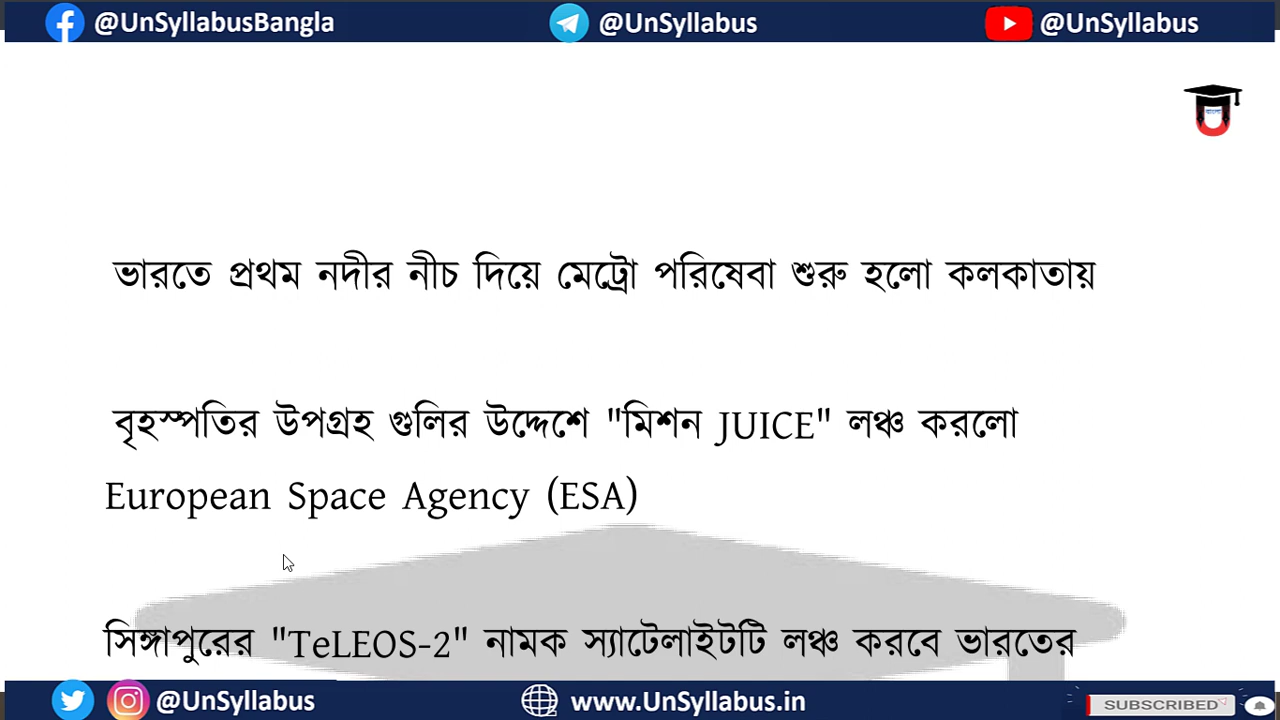 @UnSyllabusBangla @UnSyllabus @UnSyllabus
ভারতে প্রথম নদীর নীচ দিয়ে মেট্রো পরিষেবা শুরু হলো কলকাতায়
বৃহস্পতির উপগ্রহ গুলির উদ্দেশে "মিশন JUICE" লঞ্চ করলো
European Space Agency (ESA)
সিঙ্গাপুরের "TeLEOS-2" নামক স্যাটেলাইটটি লঞ্চ করবে ভারতের
@UnSyllabus www.UnSyllabus.in SUBSCRIBED